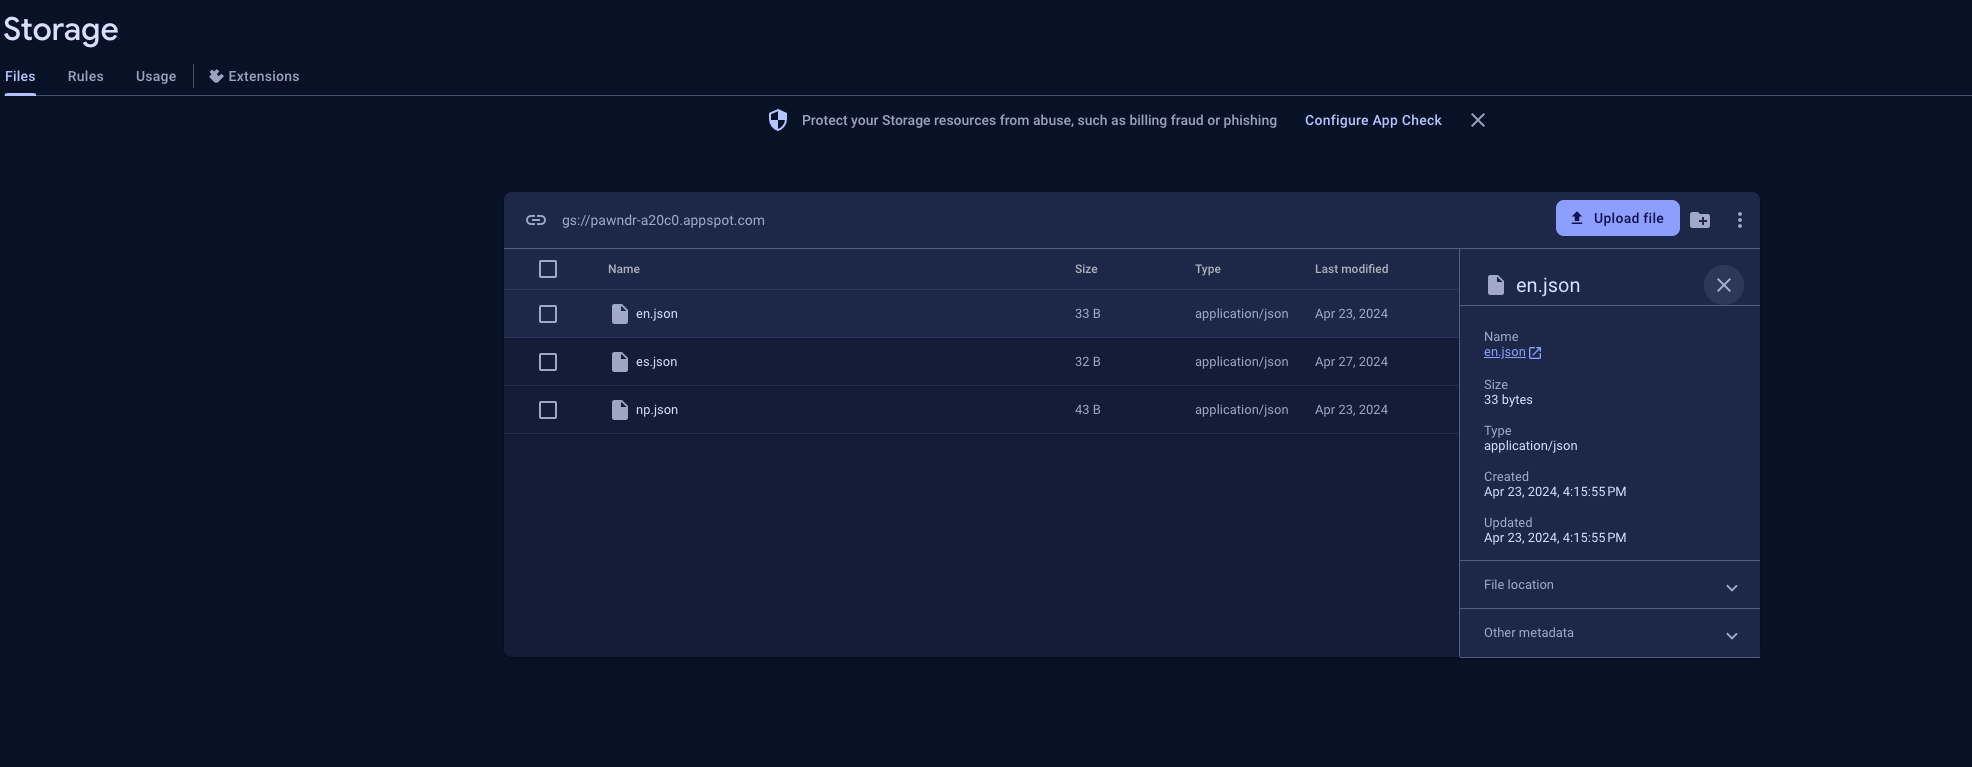 Storage
Files Rules Usage Extensions
Protect your Storage resources from abuse, such as billing fraud or phishing Configure App Check
gs://pawndr-a20c0.appspot.com Upload file
Name Size Type Last modified
en.json 33 B application/json Apr 23, 2024
es.json 32 B application/json Apr 27, 2024
np.json 43 B application/json Apr 23, 2024
en.json
Name
en.json
Size
33 bytes
Type
application/json
Created
Apr 23, 2024, 4:15:55 PM
Updated
Apr 23, 2024, 4:15:55 PM
File location
Other metadata